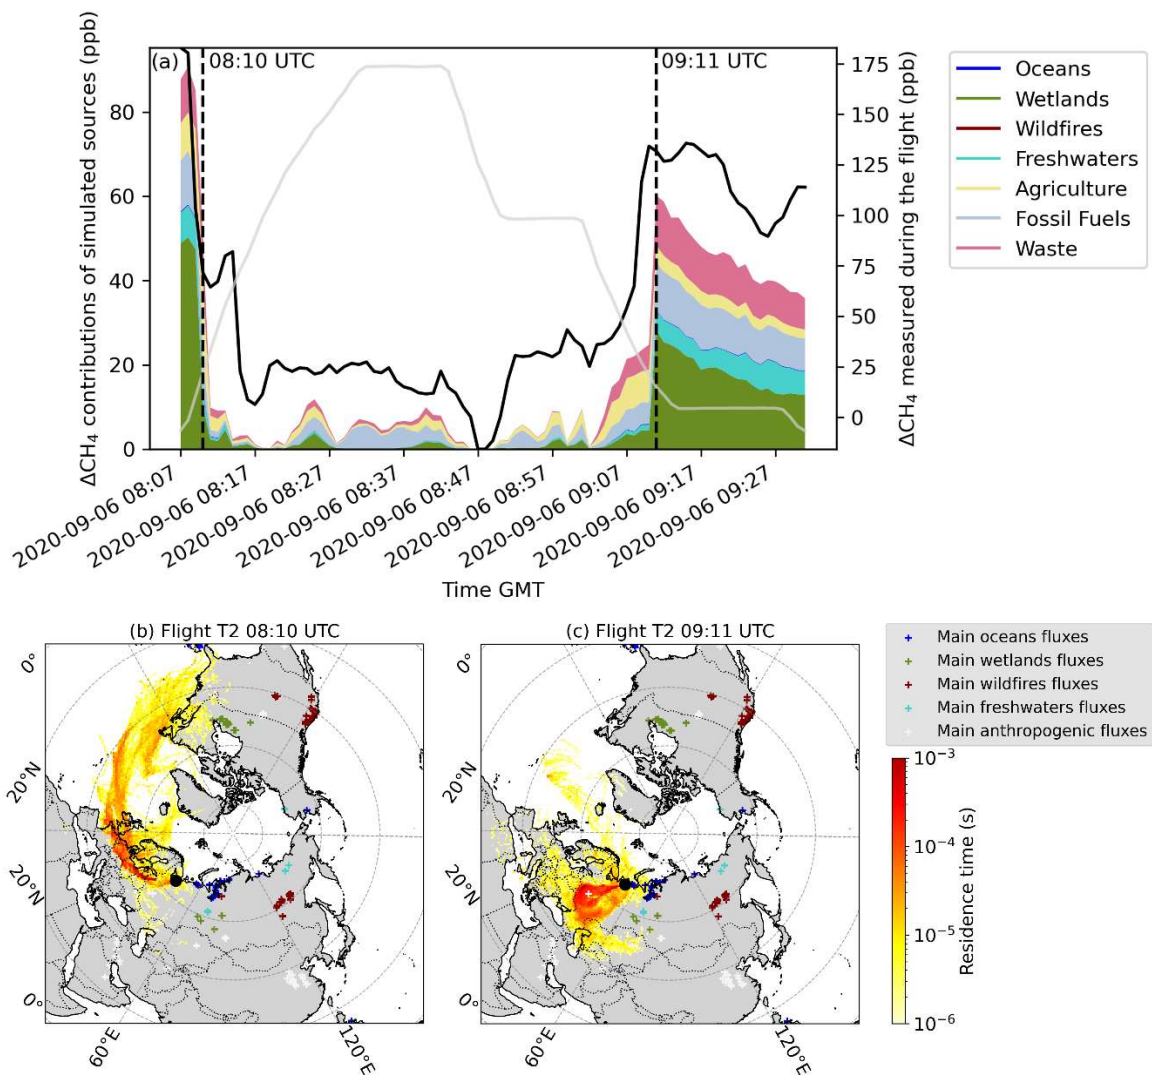 (a)
08:10 UTC
09:11 UTC
ΔCH₄ contributions of simulated sources (ppb)
80
60
40
20
0
175
150
125
100
75
50
25
0
ΔCH₄ measured during the flight (ppb)
2020-09-06 08:07
2020-09-06 08:17
2020-09-06 08:27
2020-09-06 08:37
2020-09-06 08:47
2020-09-06 08:57
2020-09-06 09:07
2020-09-06 09:17
2020-09-06 09:27
Time GMT
Oceans
Wetlands
Wildfires
Freshwaters
Agriculture
Fossil Fuels
Waste
(b) Flight T2 08:10 UTC
0°
20°N
20°N
0°
60°E
120°E
(c) Flight T2 09:11 UTC
0°
20°N
20°N
0°
60°E
120°E
Main oceans fluxes
Main wetlands fluxes
Main wildfires fluxes
Main freshwaters fluxes
Main anthropogenic fluxes
10⁻³
10⁻⁴
10⁻⁵
10⁻⁶
Residence time (s)